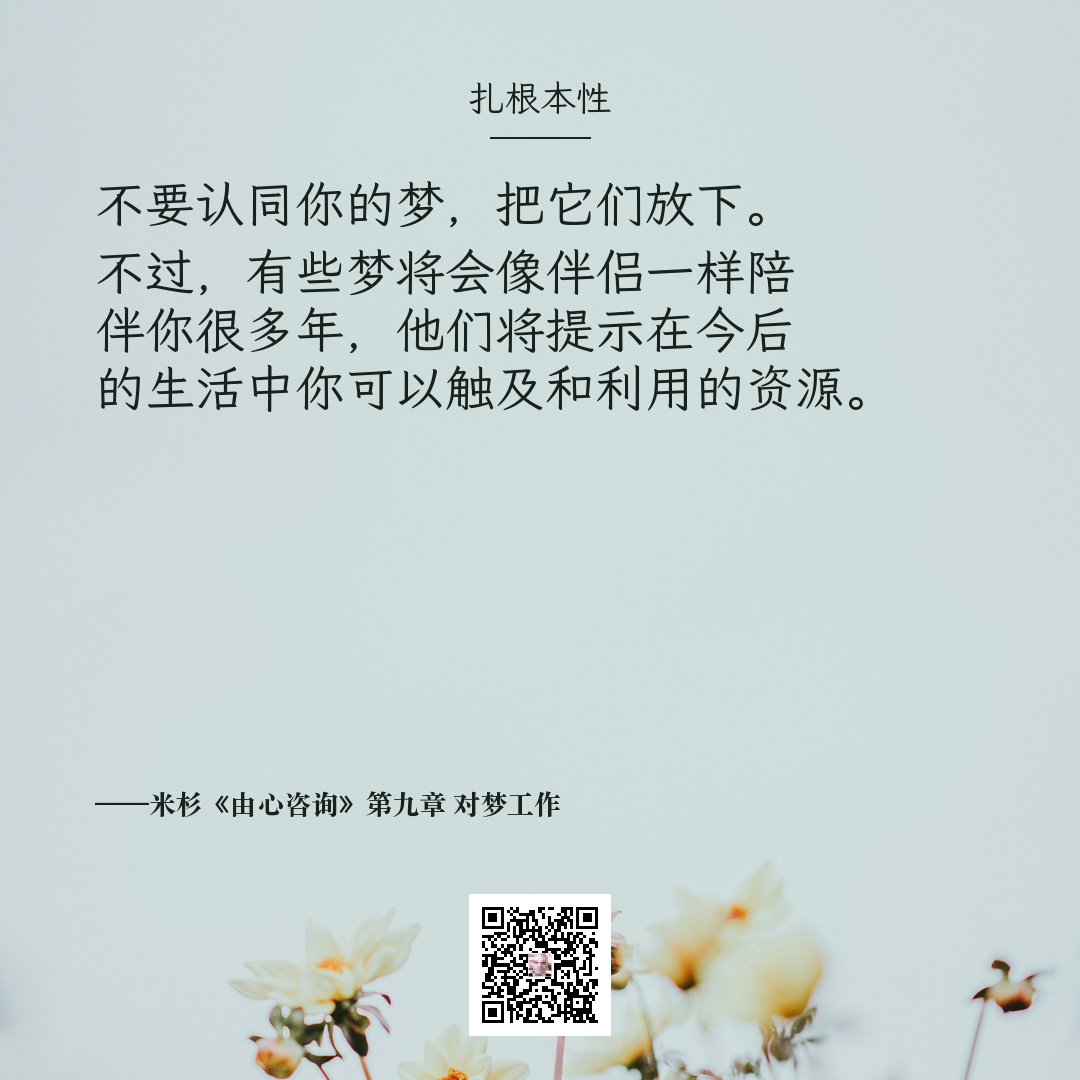 扎根本性
不要认同你的梦，把它们放下。
不过，有些梦将会像伴侣一样陪
伴你很多年，他们将提示在今后
的生活中你可以触及和利用的资源。
——米杉《由心咨询》第九章 对梦工作